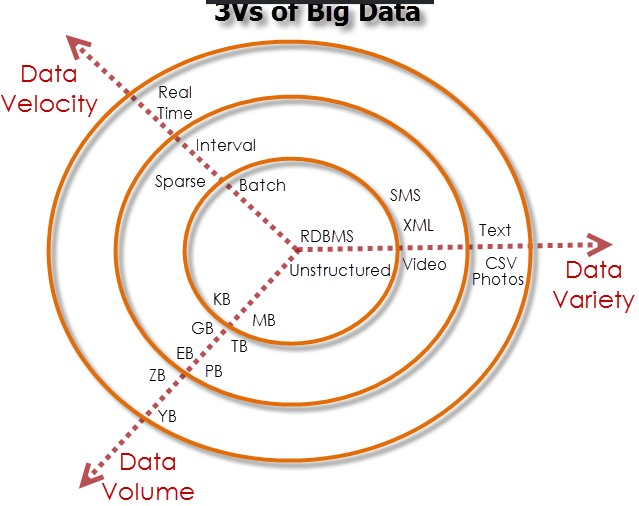 3Vs of Big Data
Data
Velocity
Real
Time
Interval
Sparse
Batch
SMS
XML
Text
RDBMS
Unstructured
Video
CSV
Photos
Data
Variety
KB
MB
GB
TB
EB
PB
ZB
YB
Data
Volume